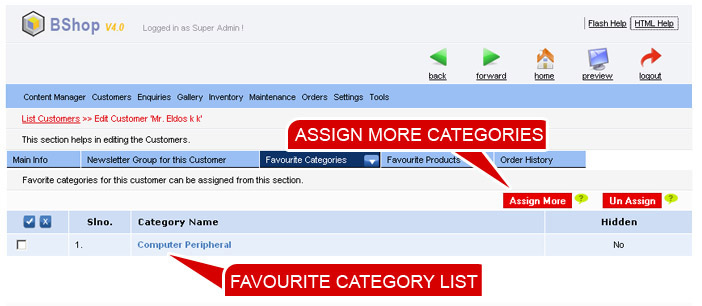 BShop V4.0
Logged in as Super Admin !
Flash Help HTML Help
back forward home preview logout
Content Manager Customers Enquiries Gallery Inventory Maintenance Orders Settings Tools
List Customers >> Edit Customer 'Mr. Eldos k k'
This section helps in editing the Customers.
ASSIGN MORE CATEGORIES
Main Info Newsletter Group for this Customer Favourite Categories Favourite Products Order History
Favorite categories for this customer can be assigned from this section.
Assign More ? Un Assign ?
Slno. Category Name Hidden
1. Computer Peripheral No
FAVOURITE CATEGORY LIST